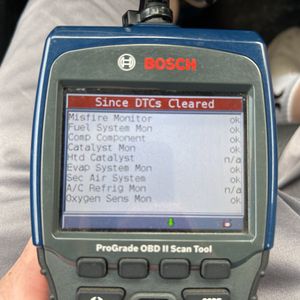 BOSCH
Since DTCs Cleared
Misfire Monitor ok
Fuel System Mon ok
Comp Component ok
Catalyst Mon ok
Htd Catalyst n/a
Evap System Mon ok
Sec Air System ok
A/C Refrig Mon n/a
Oxygen Sens Mon ok
ProGrade OBD II Scan Tool